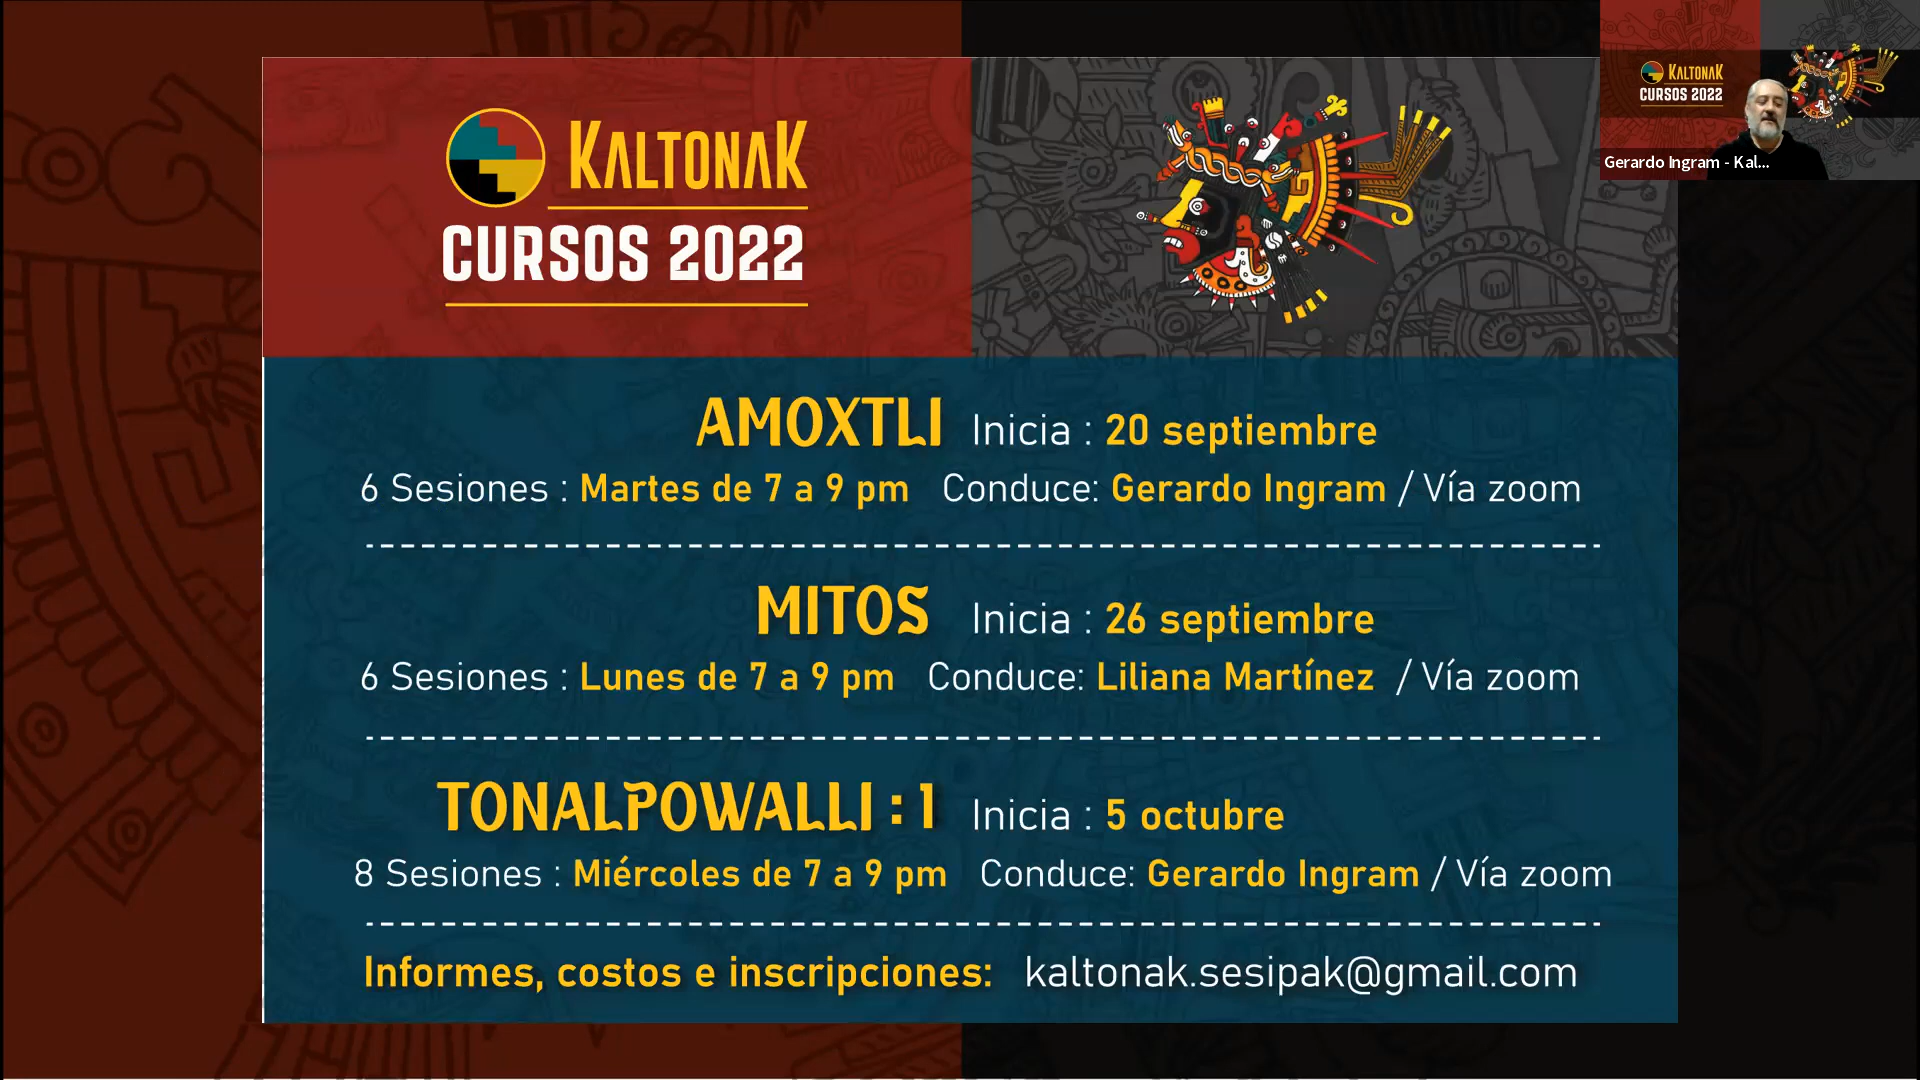 KALTONAK
CURSOS 2022
KALTONAK
CURSOS 2022
Gerardo Ingram - Kal...
AMOXTLI Inicia : 20 septiembre
6 Sesiones : Martes de 7 a 9 pm Conduce: Gerardo Ingram / Vía zoom
MITOS Inicia : 26 septiembre
6 Sesiones : Lunes de 7 a 9 pm Conduce: Liliana Martínez / Vía zoom
TONALPOWALLI : 1 Inicia : 5 octubre
8 Sesiones : Miércoles de 7 a 9 pm Conduce: Gerardo Ingram / Vía zoom
Informes, costos e inscripciones: kaltonak.sesipak@gmail.com